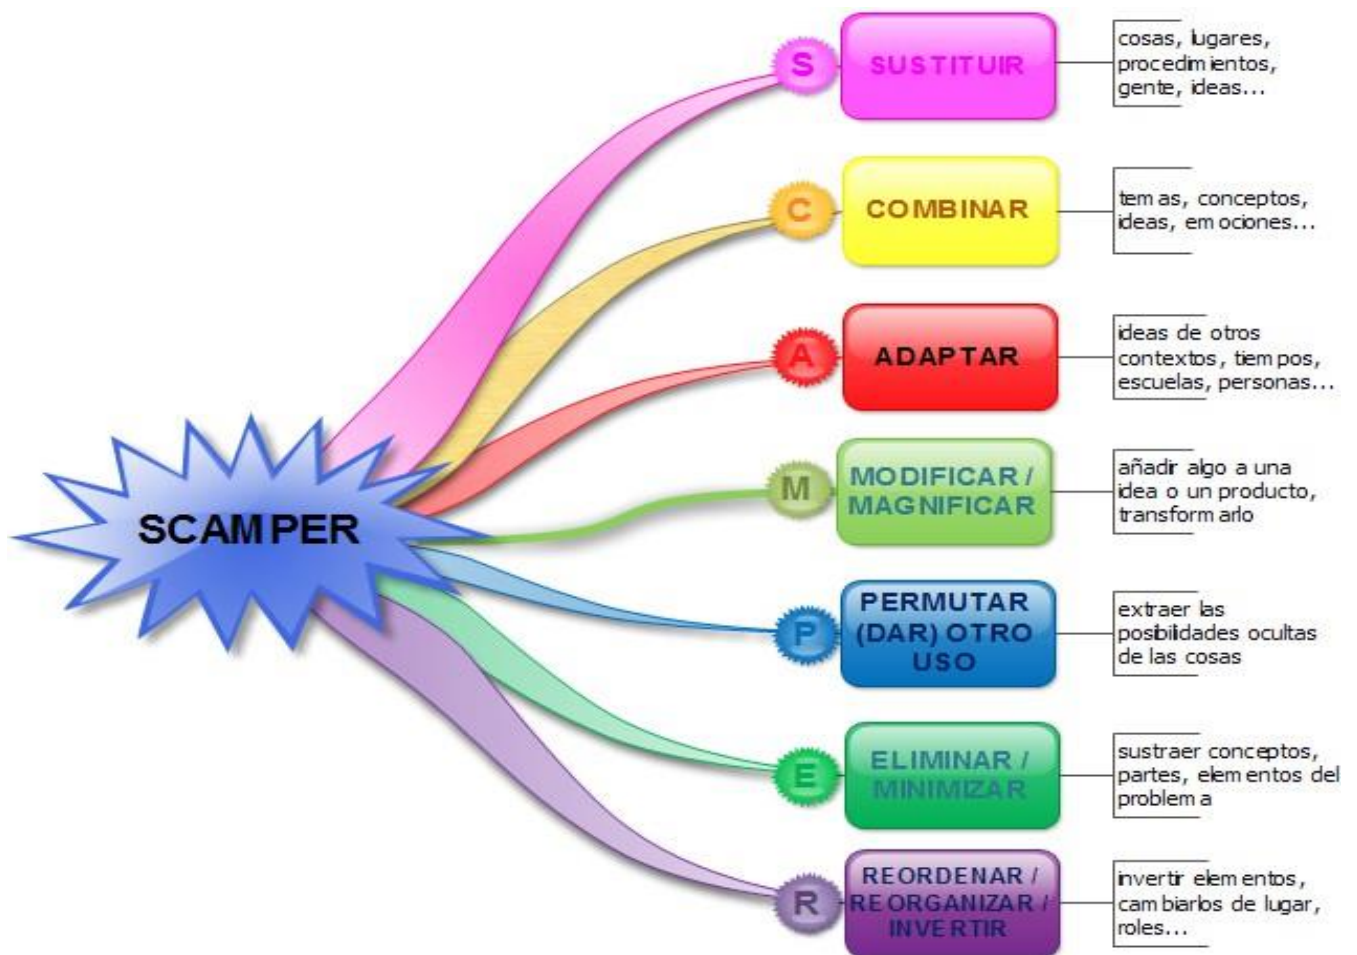 SCAMPER
S
SUSTITUIR
cosas, lugares,
procedimientos,
gente, ideas...
C
COMBINAR
temas, conceptos,
ideas, emociones...
A
ADAPTAR
ideas de otros
contextos, tiempos,
escuelas, personas...
M
MODIFICAR /
MAGNIFICAR
añadir algo a una
idea o un producto,
transformarlo
P
PERMUTAR
(DAR) OTRO
USO
extraer las
posibilidades ocultas
de las cosas
E
ELIMINAR /
MINIMIZAR
sustraer conceptos,
partes, elementos del
problema
R
REORDENAR /
REORGANIZAR /
INVERTIR
invertir elementos,
cambiarlos de lugar,
roles...